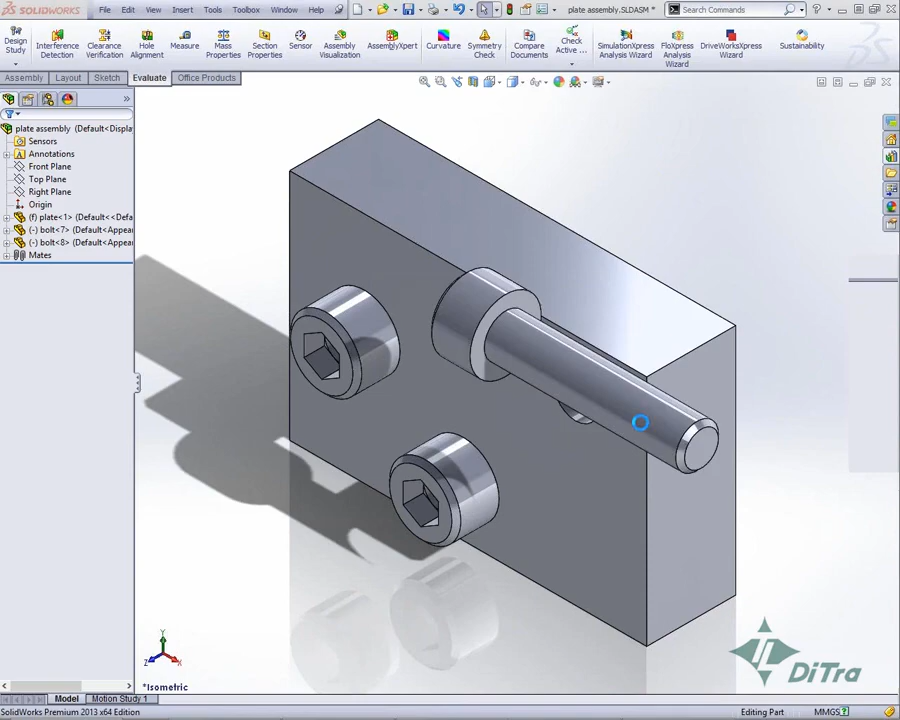 SOLIDWORKS File Edit View Insert Tools Toolbox Window Help plate assembly.SLDASM * Search Commands
Design Study
Interference Detection
Clearance Verification
Hole Alignment
Measure
Mass Properties
Section Properties
Sensor
Assembly Visualization
AssemblyXpert
Curvature
Symmetry Check
Compare Documents
Check Active ...
SimulationXpress Analysis Wizard
FloXpress Analysis Wizard
DriveWorksXpress Wizard
Sustainability
Assembly Layout Sketch Evaluate Office Products
plate assembly (Default<Displa
Sensors
Annotations
Front Plane
Top Plane
Right Plane
Origin
(f) plate<1> (Default<<Defa
(-) bolt<7> (Default<Appear
(-) bolt<8> (Default<Appear
Mates
Y
Z X
*Isometric
DiTra
Model Motion Study 1
SolidWorks Premium 2013 x64 Edition Editing Part MMGS